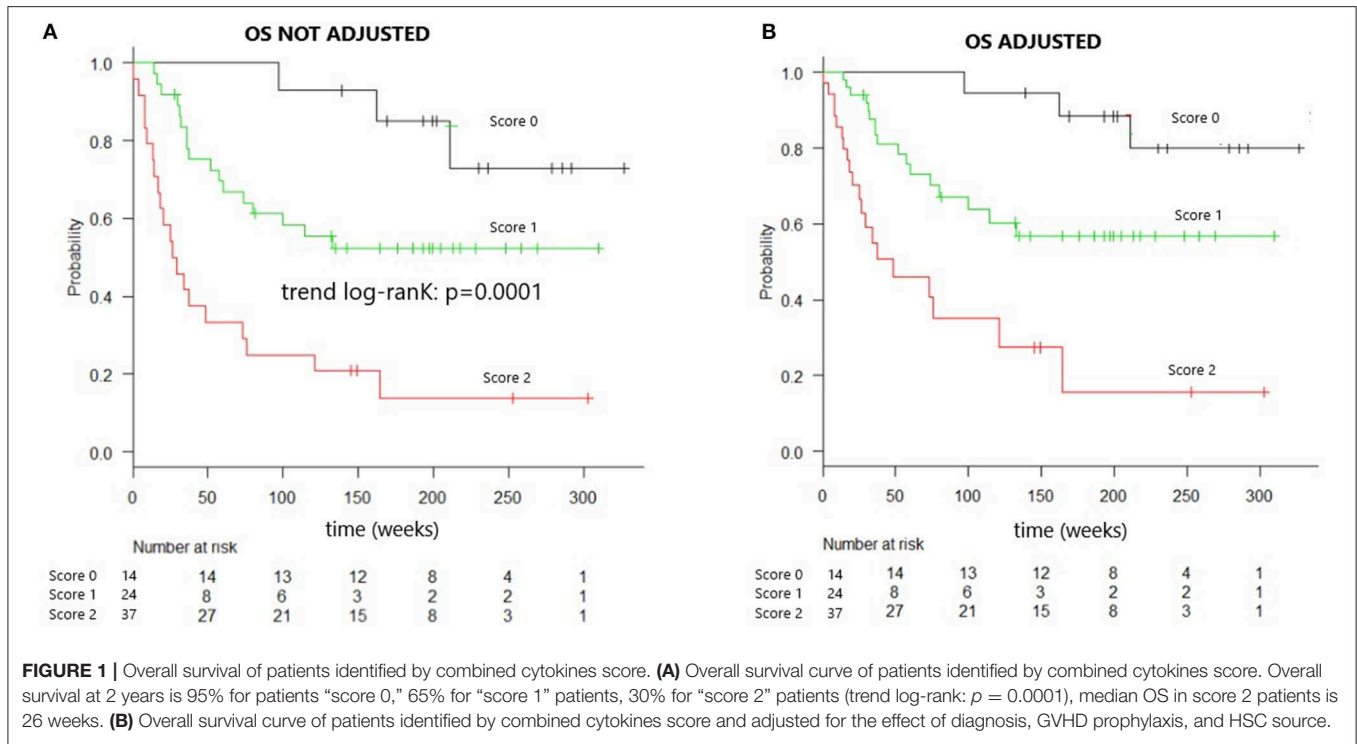 A
OS NOT ADJUSTED
Probability
1.0
0.8
0.6
0.4
0.2
0.0
Score 0
Score 1
trend log-ranK: p=0.0001
Score 2
0 50 100 150 200 250 300
time (weeks)
Number at risk
Score 0 14 14 13 12 8 4 1
Score 1 24 8 6 3 2 2 1
Score 2 37 27 21 15 8 3 1
B
OS ADJUSTED
Probability
1.0
0.8
0.6
0.4
0.2
0.0
Score 0
Score 1
Score 2
0 50 100 150 200 250 300
time (weeks)
Number at risk
Score 0 14 14 13 12 8 4 1
Score 1 24 8 6 3 2 2 1
Score 2 37 27 21 15 8 3 1
FIGURE 1 | Overall survival of patients identified by combined cytokines score. (A) Overall survival curve of patients identified by combined cytokines score. Overall
survival at 2 years is 95% for patients “score 0,” 65% for “score 1” patients, 30% for “score 2” patients (trend log-rank: p = 0.0001), median OS in score 2 patients is
26 weeks. (B) Overall survival curve of patients identified by combined cytokines score and adjusted for the effect of diagnosis, GVHD prophylaxis, and HSC source.